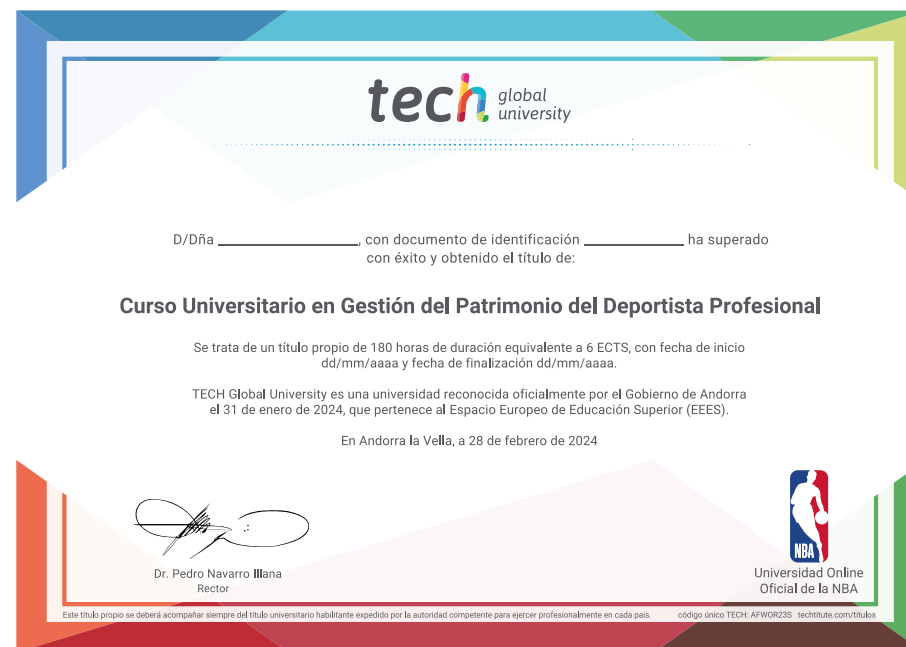 tech global university
D/Dña ____________________, con documento de identificación ______________ ha superado
con éxito y obtenido el título de:
Curso Universitario en Gestión del Patrimonio del Deportista Profesional
Se trata de un título propio de 180 horas de duración equivalente a 6 ECTS, con fecha de inicio
dd/mm/aaaa y fecha de finalización dd/mm/aaaa.
TECH Global University es una universidad reconocida oficialmente por el Gobierno de Andorra
el 31 de enero de 2024, que pertenece al Espacio Europeo de Educación Superior (EEES).
En Andorra la Vella, a 28 de febrero de 2024
Dr. Pedro Navarro Illana
Rector
NBA
Universidad Online
Oficial de la NBA
Este título propio se deberá acompañar siempre del título universitario habilitante expedido por la autoridad competente para ejercer profesionalmente en cada país.
código único TECH: AFWOR23S techtitute.com/titulos